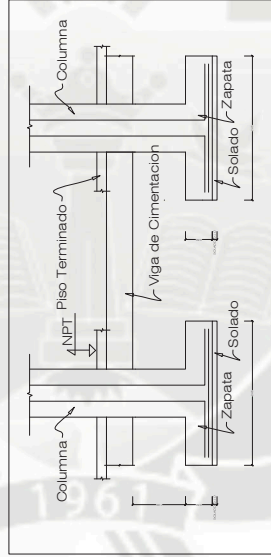 Columna
NPT
Piso Terminado
Columna
Viga de Cimentacion
Zapata
Solado
Zapata
Solado
1961